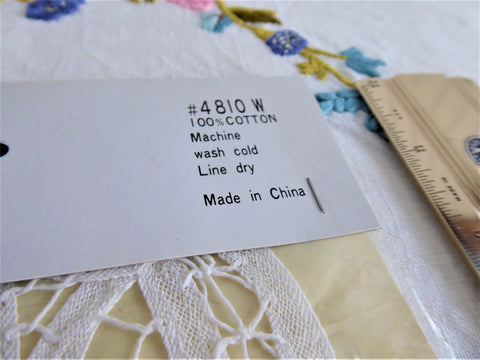 #4810 W
100% COTTON
Machine
wash cold
Line dry
Made in China